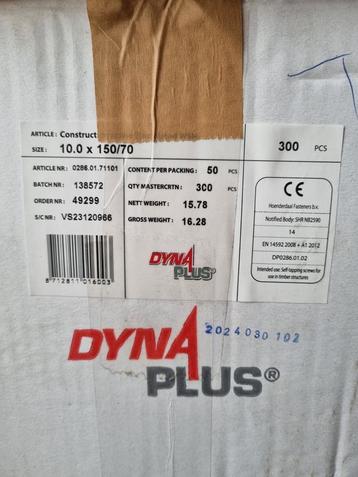 ARTICLE: Construct
SIZE: 10.0 x 150/70
300 PCS
ARTICLE NR: 0286.01.71101
BATCH NR: 138572
ORDER NR: 49299
S/C NR: VS23120966
CONTENT PER PACKING: 50 PCS
QTY MASTERCRTN: 300 PCS
NETT WEIGHT: 15.78
GROSS WEIGHT: 16.28
CE
Hoenderdaal Fasteners b.v.
Notified Body: SHR NB2590
14
EN 14592 2008 + A1 2012
DP0286.01.02
Intended use: Self-tapping screws for
use in timber structures
8 712811 016003
DYNA
PLUS®
DYNA
PLUS®
2024030 102